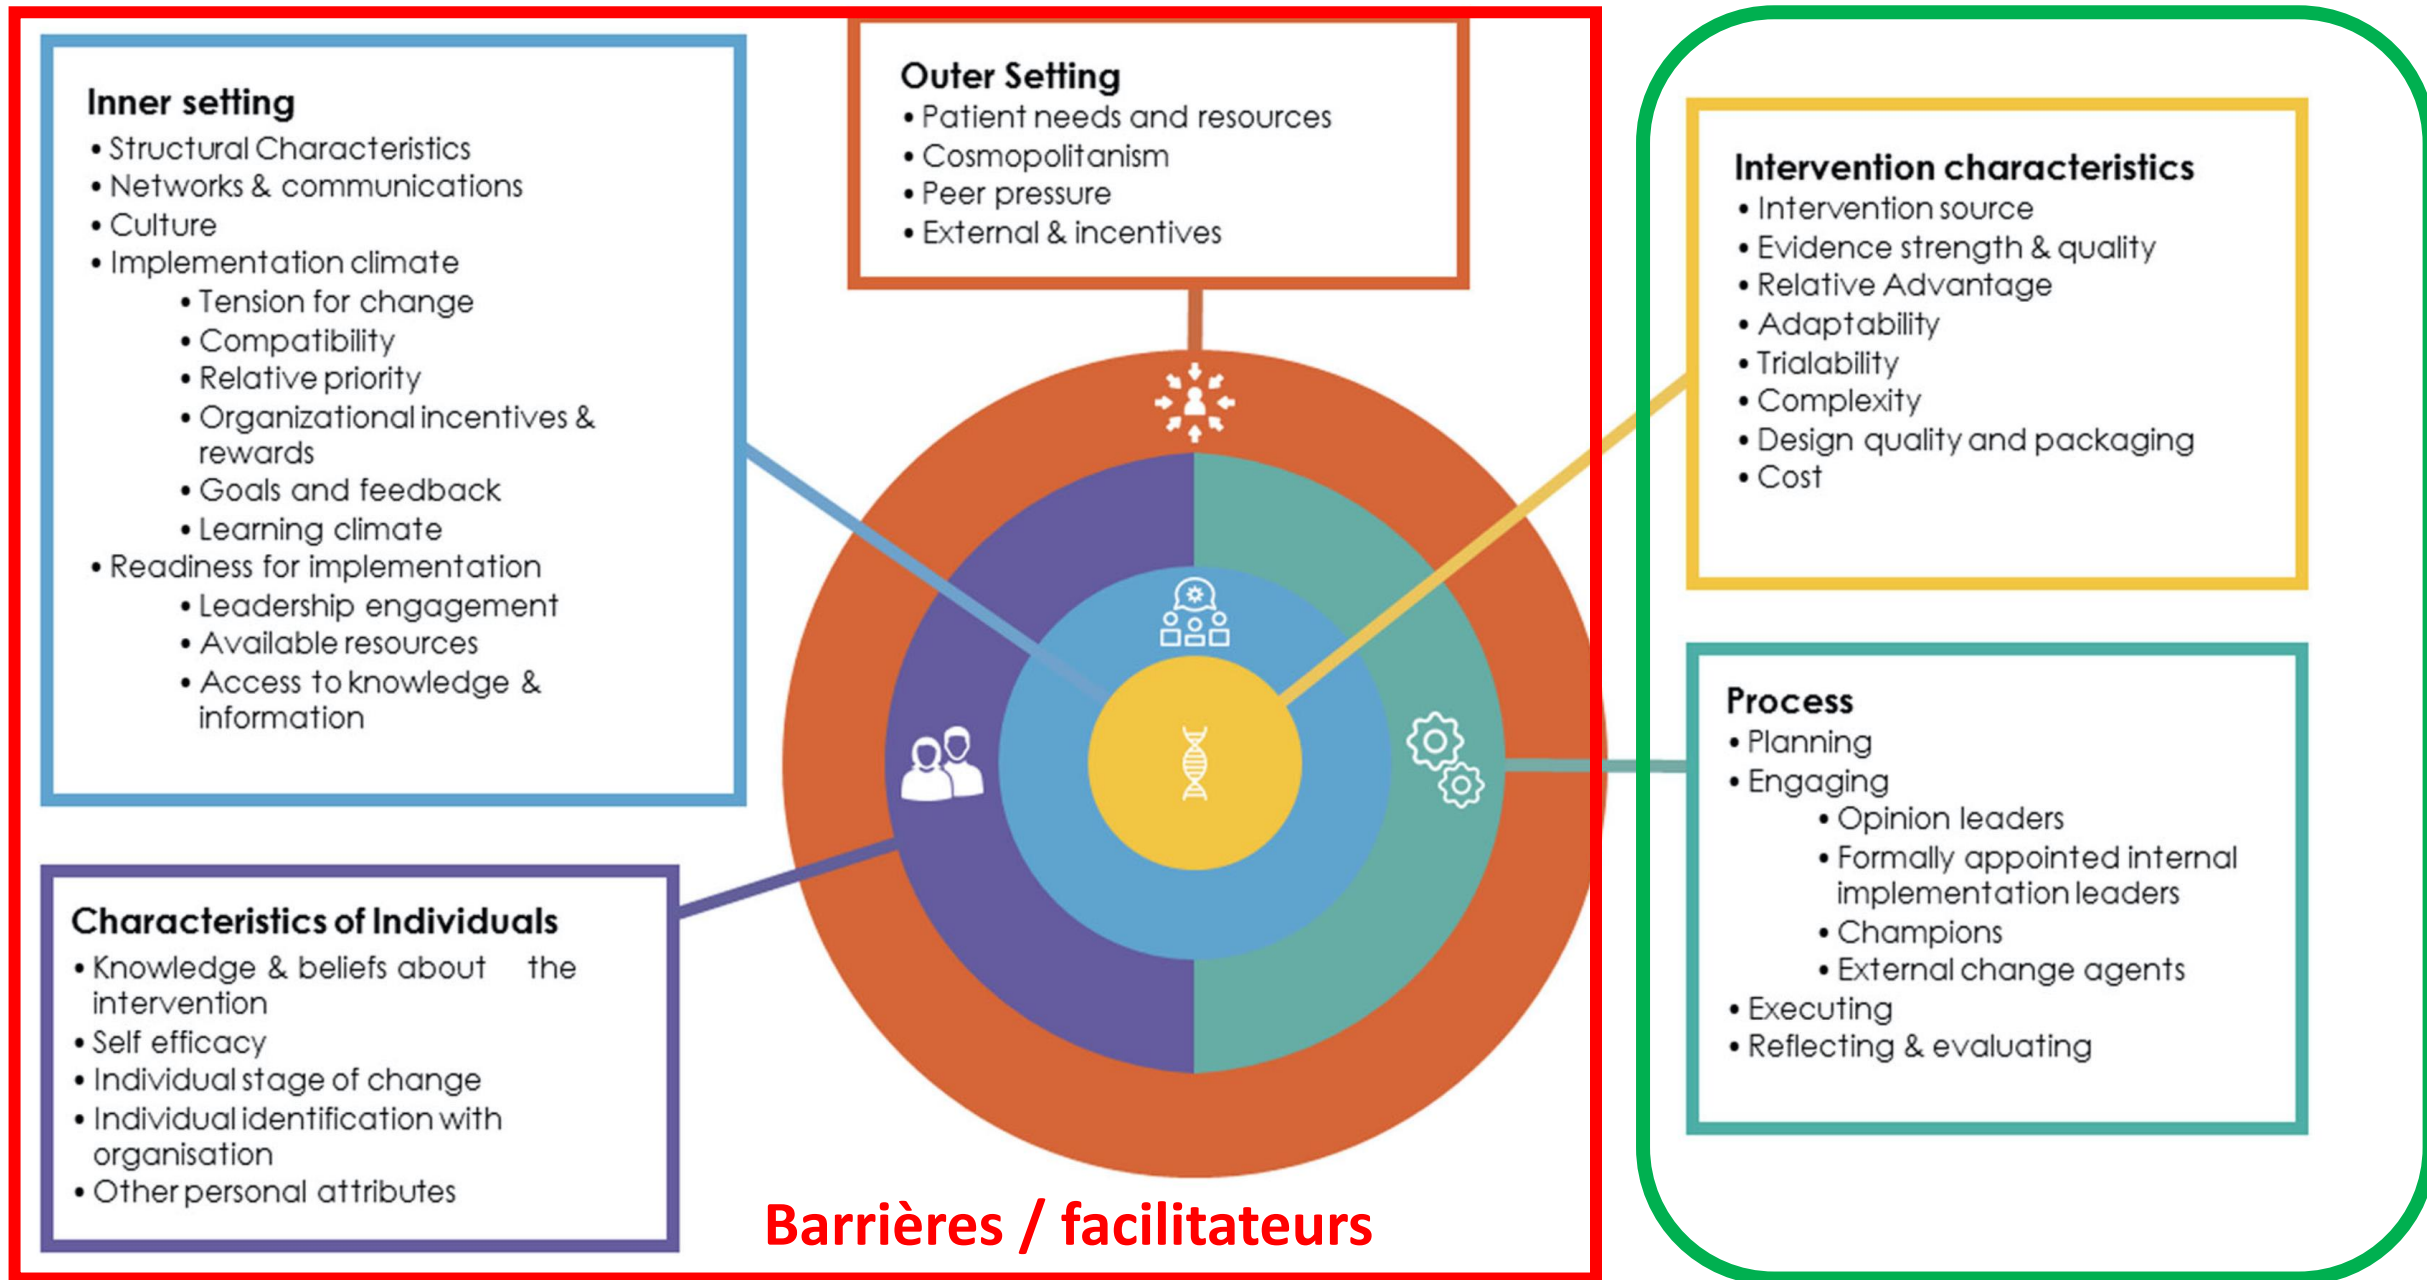 Inner setting
• Structural Characteristics
• Networks & communications
• Culture
• Implementation climate
• Tension for change
• Compatibility
• Relative priority
• Organizational incentives &
rewards
• Goals and feedback
• Learning climate
• Readiness for implementation
• Leadership engagement
• Available resources
• Access to knowledge &
information
Outer Setting
• Patient needs and resources
• Cosmopolitanism
• Peer pressure
• External & incentives
Intervention characteristics
• Intervention source
• Evidence strength & quality
• Relative Advantage
• Adaptability
• Trialability
• Complexity
• Design quality and packaging
• Cost
Characteristics of Individuals
• Knowledge & beliefs about the
intervention
• Self efficacy
• Individual stage of change
• Individual identification with
organisation
• Other personal attributes
Process
• Planning
• Engaging
• Opinion leaders
• Formally appointed internal
implementation leaders
• Champions
• External change agents
• Executing
• Reflecting & evaluating
Barrières / facilitateurs